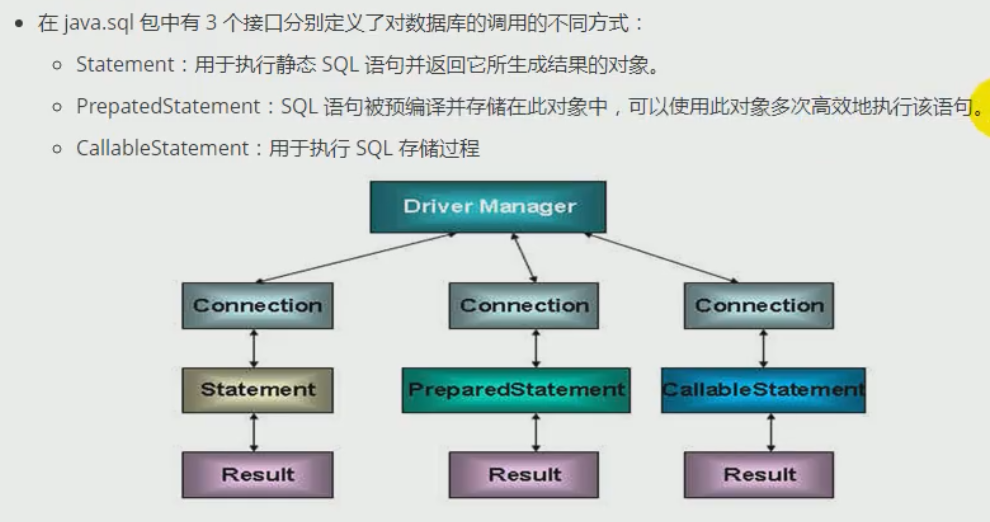 在 java.sql 包中有 3 个接口分别定义了对数据库的调用的不同方式：
Statement：用于执行静态 SQL 语句并返回它所生成结果的对象。
PrepatedStatement：SQL 语句被预编译并存储在此对象中，可以使用此对象多次高效地执行该语句。
CallableStatement：用于执行 SQL 存储过程
Driver Manager
Connection Connection Connection
Statement PreparedStatement CallableStatement
Result Result Result